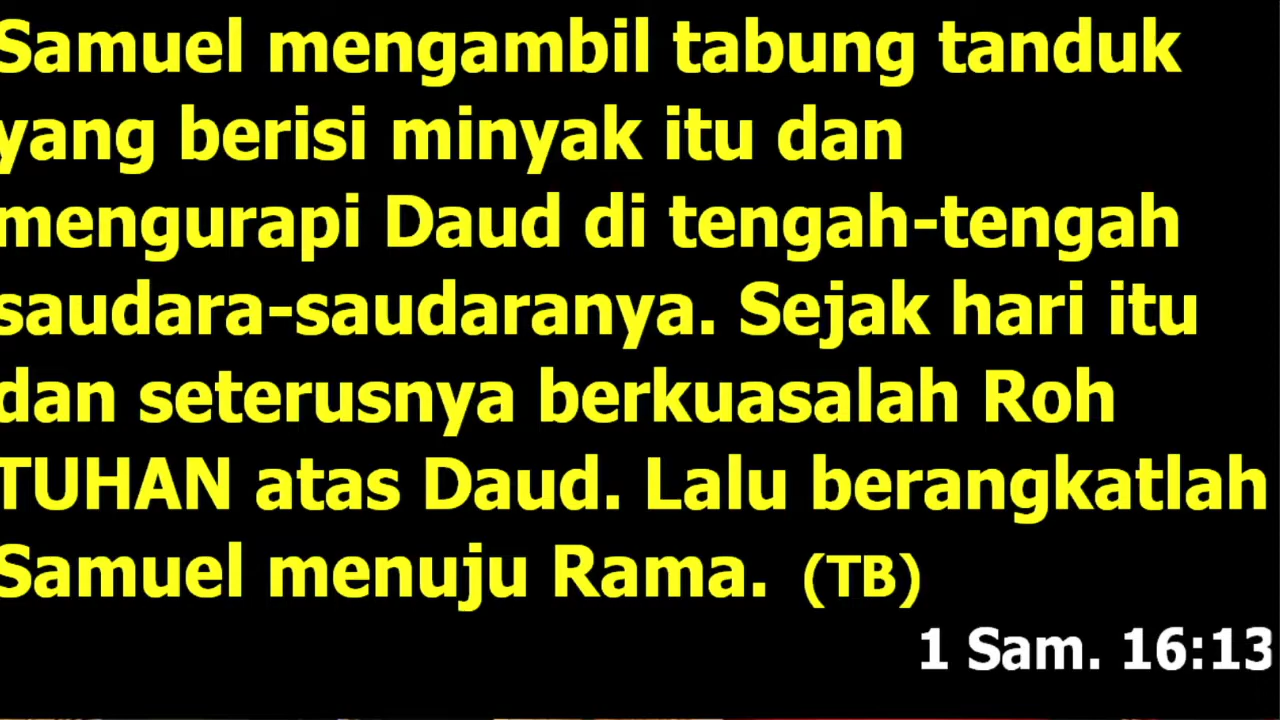 Samuel mengambil tabung tanduk
yang berisi minyak itu dan
mengurapi Daud di tengah-tengah
saudara-saudaranya. Sejak hari itu
dan seterusnya berkuasalah Roh
TUHAN atas Daud. Lalu berangkatlah
Samuel menuju Rama. (TB)
1 Sam. 16:13